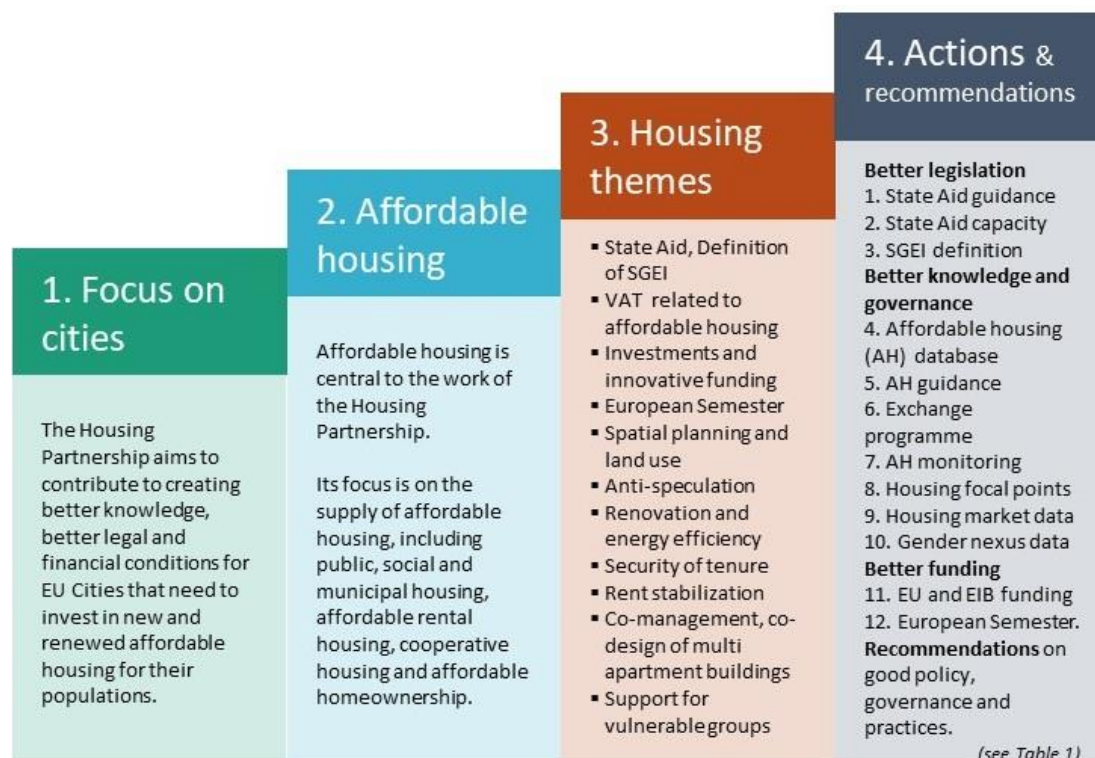 1. Focus on
cities
The Housing
Partnership aims to
contribute to creating
better knowledge,
better legal and
financial conditions for
EU Cities that need to
invest in new and
renewed affordable
housing for their
populations.
2. Affordable
housing
Affordable housing is
central to the work of
the Housing
Partnership.
Its focus is on the
supply of affordable
housing, including
public, social and
municipal housing,
affordable rental
housing, cooperative
housing and affordable
homeownership.
3. Housing
themes
▪ State Aid, Definition
of SGEI
▪ VAT related to
affordable housing
▪ Investments and
innovative funding
▪ European Semester
▪ Spatial planning and
land use
▪ Anti-speculation
▪ Renovation and
energy efficiency
▪ Security of tenure
▪ Rent stabilization
▪ Co-management, co-
design of multi
apartment buildings
▪ Support for
vulnerable groups
4. Actions &
recommendations
Better legislation
1. State Aid guidance
2. State Aid capacity
3. SGEI definition
Better knowledge and
governance
4. Affordable housing
(AH) database
5. AH guidance
6. Exchange
programme
7. AH monitoring
8. Housing focal points
9. Housing market data
10. Gender nexus data
Better funding
11. EU and EIB funding
12. European Semester.
Recommendations on
good policy,
governance and
practices.
(see Table 1)